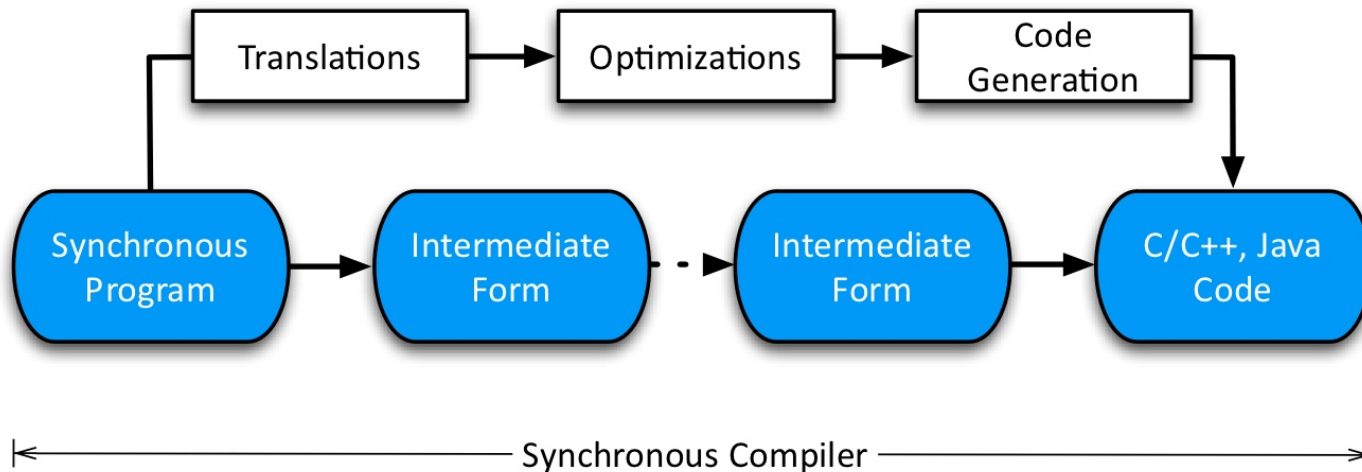 Translations
Optimizations
Code
Generation
Synchronous
Program
Intermediate
Form
Intermediate
Form
C/C++, Java
Code
Synchronous Compiler